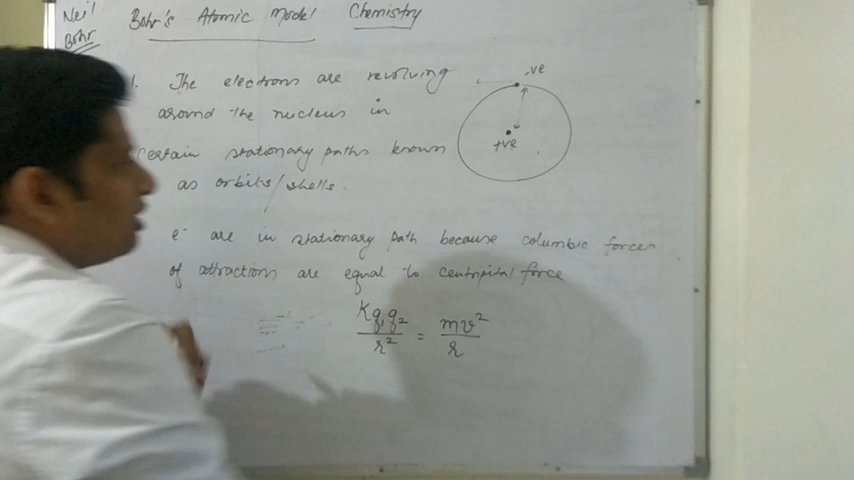 Neil
Bohr
Bohr's Atomic Model Chemistry
1. The electrons are revolving
around the nucleus in
certain stationary paths known
as orbits/shells.
-ve
+ve
e⁻ are in stationary path because columbic forces
of attractions are equal to centripital force
Kq₁q₂/r² = mv²/r